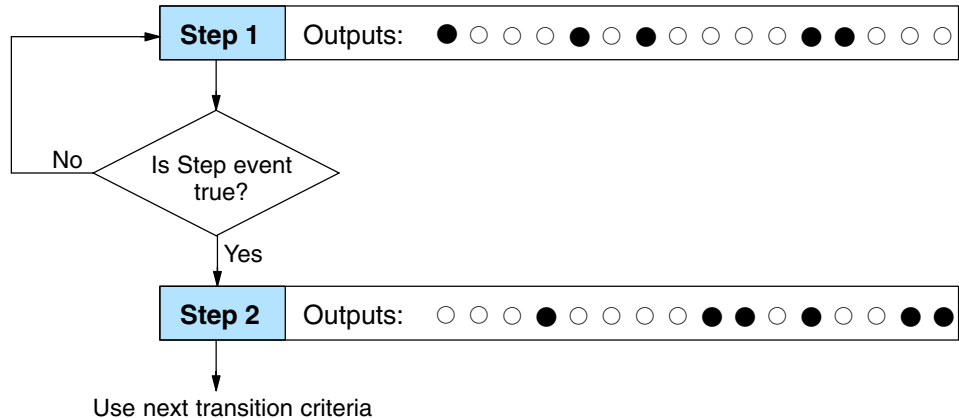 Step 1 Outputs:
No
Is Step event
true?
Yes
Step 2 Outputs:
Use next transition criteria